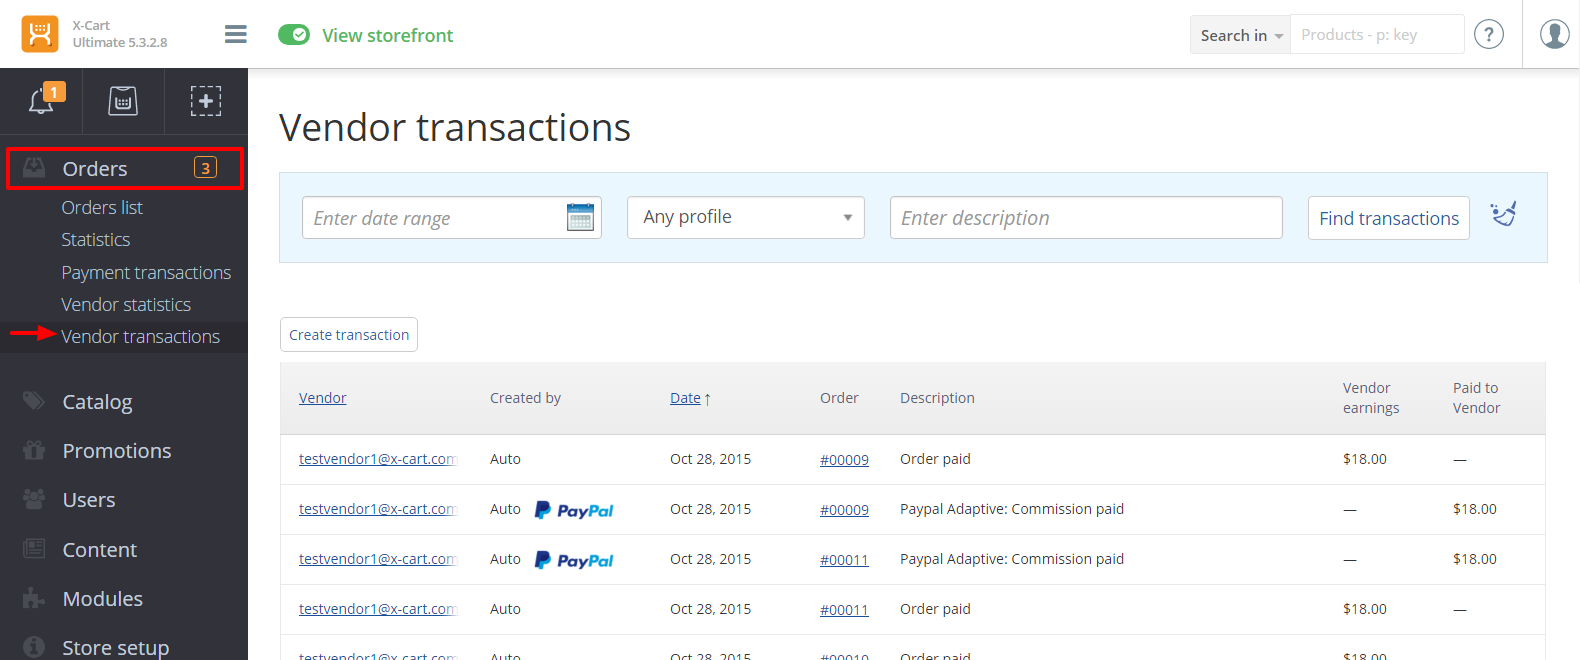 X-Cart
Ultimate 5.3.2.8
View storefront
Search in
Products - p: key
?
1
Orders 3
Orders list
Statistics
Payment transactions
Vendor statistics
Vendor transactions
Catalog
Promotions
Users
Content
Modules
Store setup
Vendor transactions
Enter date range
Any profile
Enter description
Find transactions
Create transaction
Vendor Created by Date ↑ Order Description Vendor earnings Paid to Vendor
testvendor1@x-cart.com Auto Oct 28, 2015 #00009 Order paid $18.00 —
testvendor1@x-cart.com Auto PayPal Oct 28, 2015 #00009 Paypal Adaptive: Commission paid — $18.00
testvendor1@x-cart.com Auto PayPal Oct 28, 2015 #00011 Paypal Adaptive: Commission paid — $18.00
testvendor1@x-cart.com Auto Oct 28, 2015 #00011 Order paid $18.00 —
testvendor1@x-cart.com Auto Oct 28, 2015 #00010 Order paid $18.00